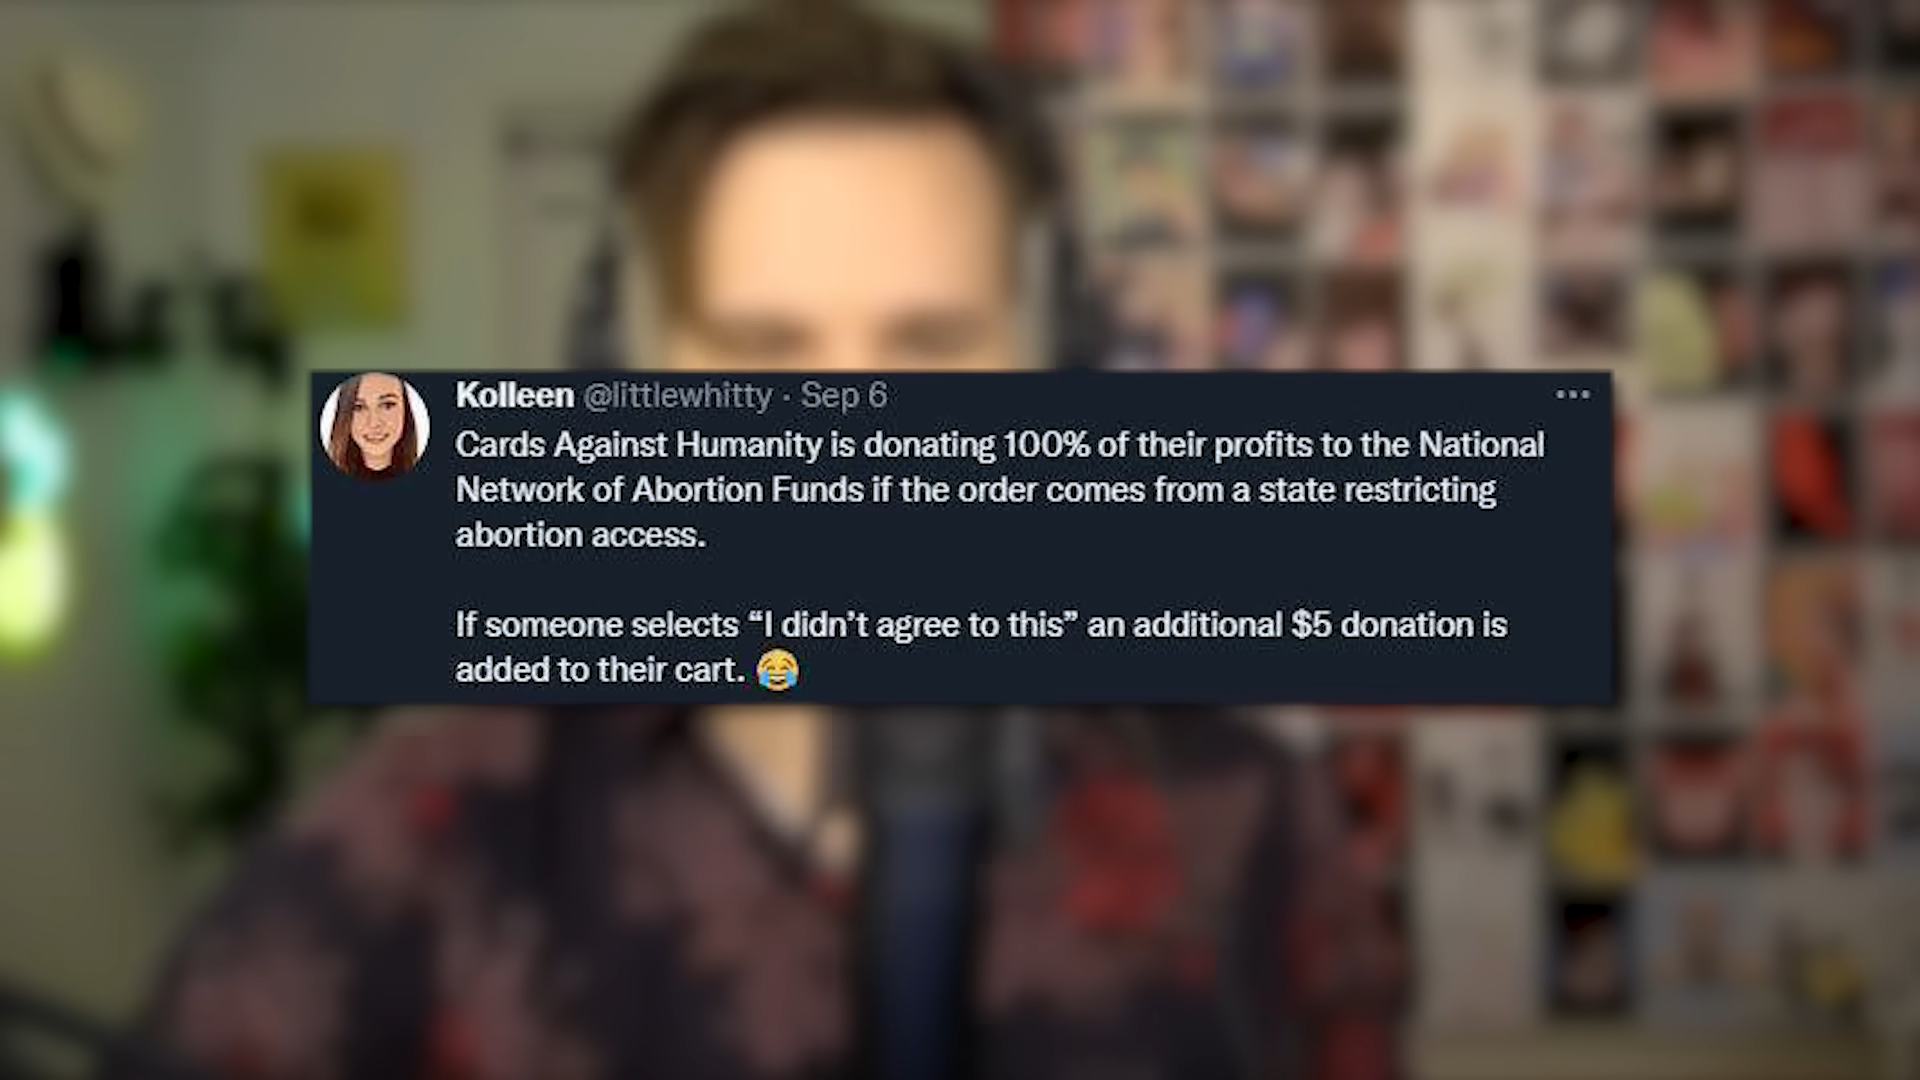 Kolleen @littlewhitty · Sep 6
Cards Against Humanity is donating 100% of their profits to the National
Network of Abortion Funds if the order comes from a state restricting
abortion access.
If someone selects “I didn’t agree to this” an additional $5 donation is
added to their cart. 😂